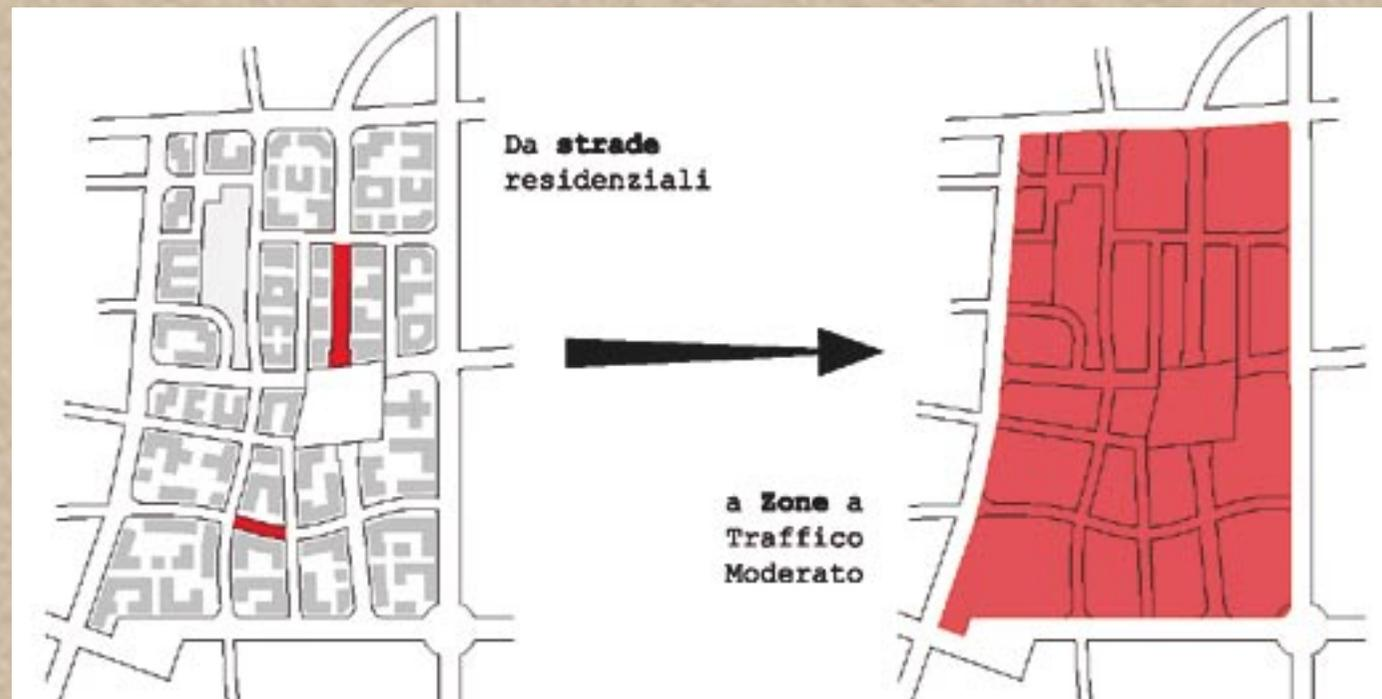 Da strade
residenziali
a Zone a
Traffico
Moderato